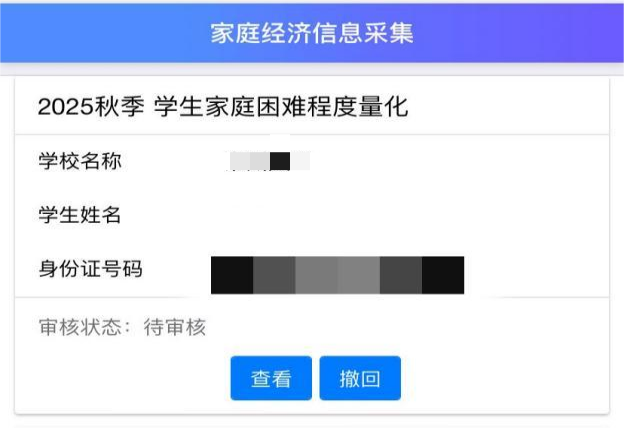 家庭经济信息采集
2025秋季 学生家庭困难程度量化
学校名称
学生姓名
身份证号码
审核状态：待审核
查看 撤回